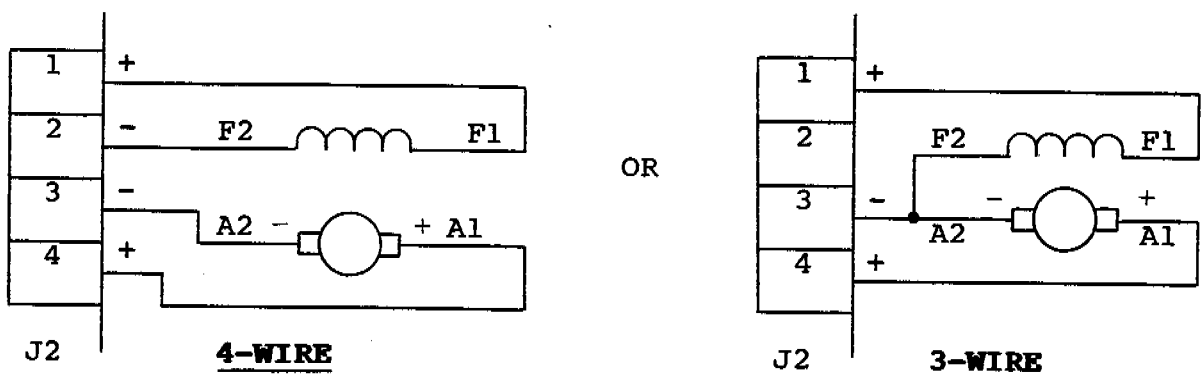 1 +
2 - F2 F1
3 - A2 - + A1
4 +
J2 4-WIRE
OR
1 +
2 F2 F1
3 - A2 - + A1
4 +
J2 3-WIRE